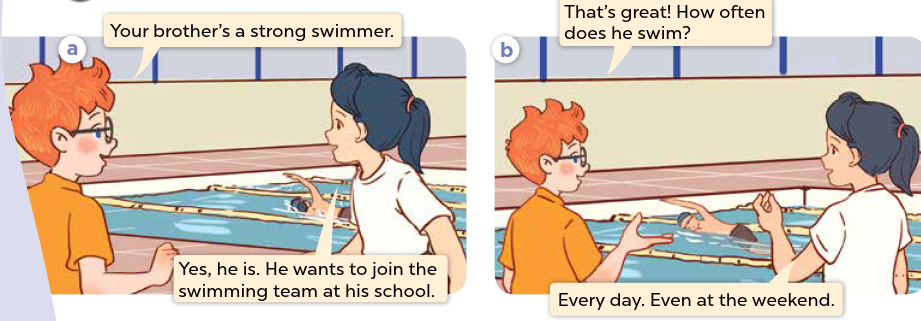 a
Your brother's a strong swimmer.
Yes, he is. He wants to join the
swimming team at his school.
b
That's great! How often
does he swim?
Every day. Even at the weekend.